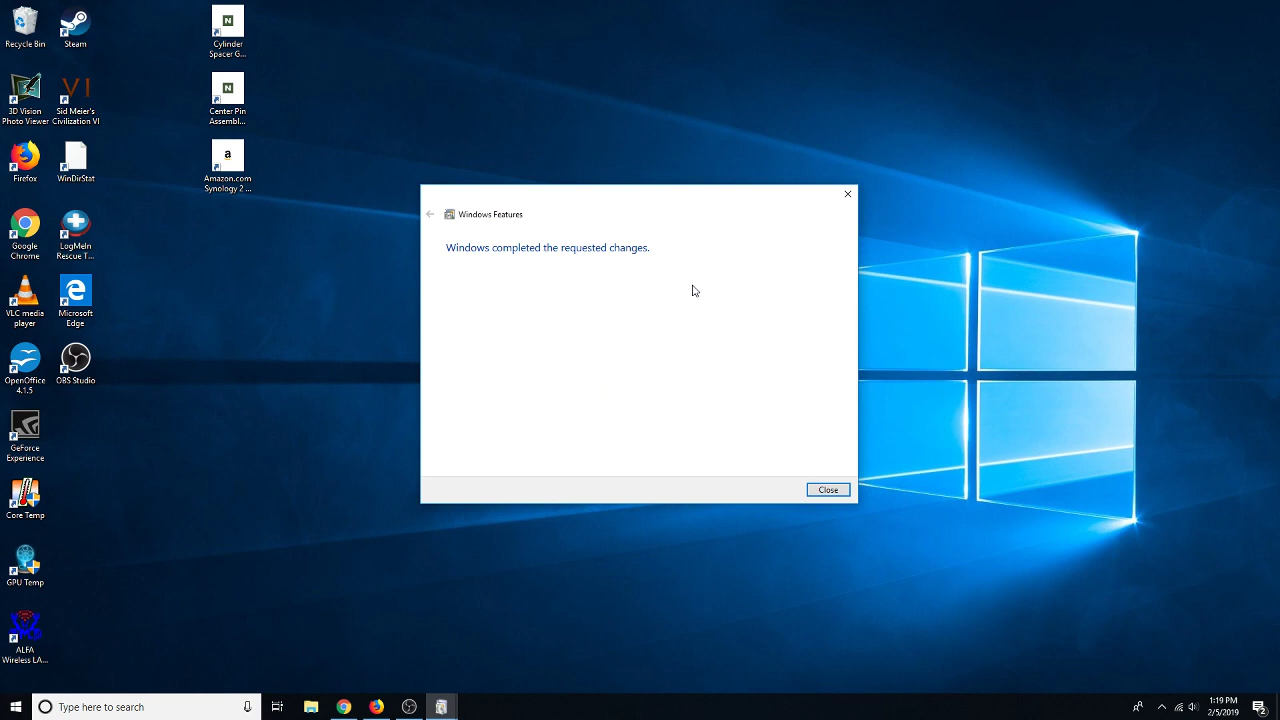 Recycle Bin
Steam
Cylinder
Spacer G...
3D Vision
Photo Viewer
Sid Meier's
Civilization VI
Center Pin
Assembl...
Firefox
WinDirStat
Amazon.com
Synology 2 ...
Google
Chrome
LogMeIn
Rescue T...
VLC media
player
Microsoft
Edge
OpenOffice
4.1.5
OBS Studio
GeForce
Experience
Core Temp
GPU Temp
ALFA
Wireless LA...
Windows Features
Windows completed the requested changes.
Close
Type here to search
1:19 PM
2/5/2019